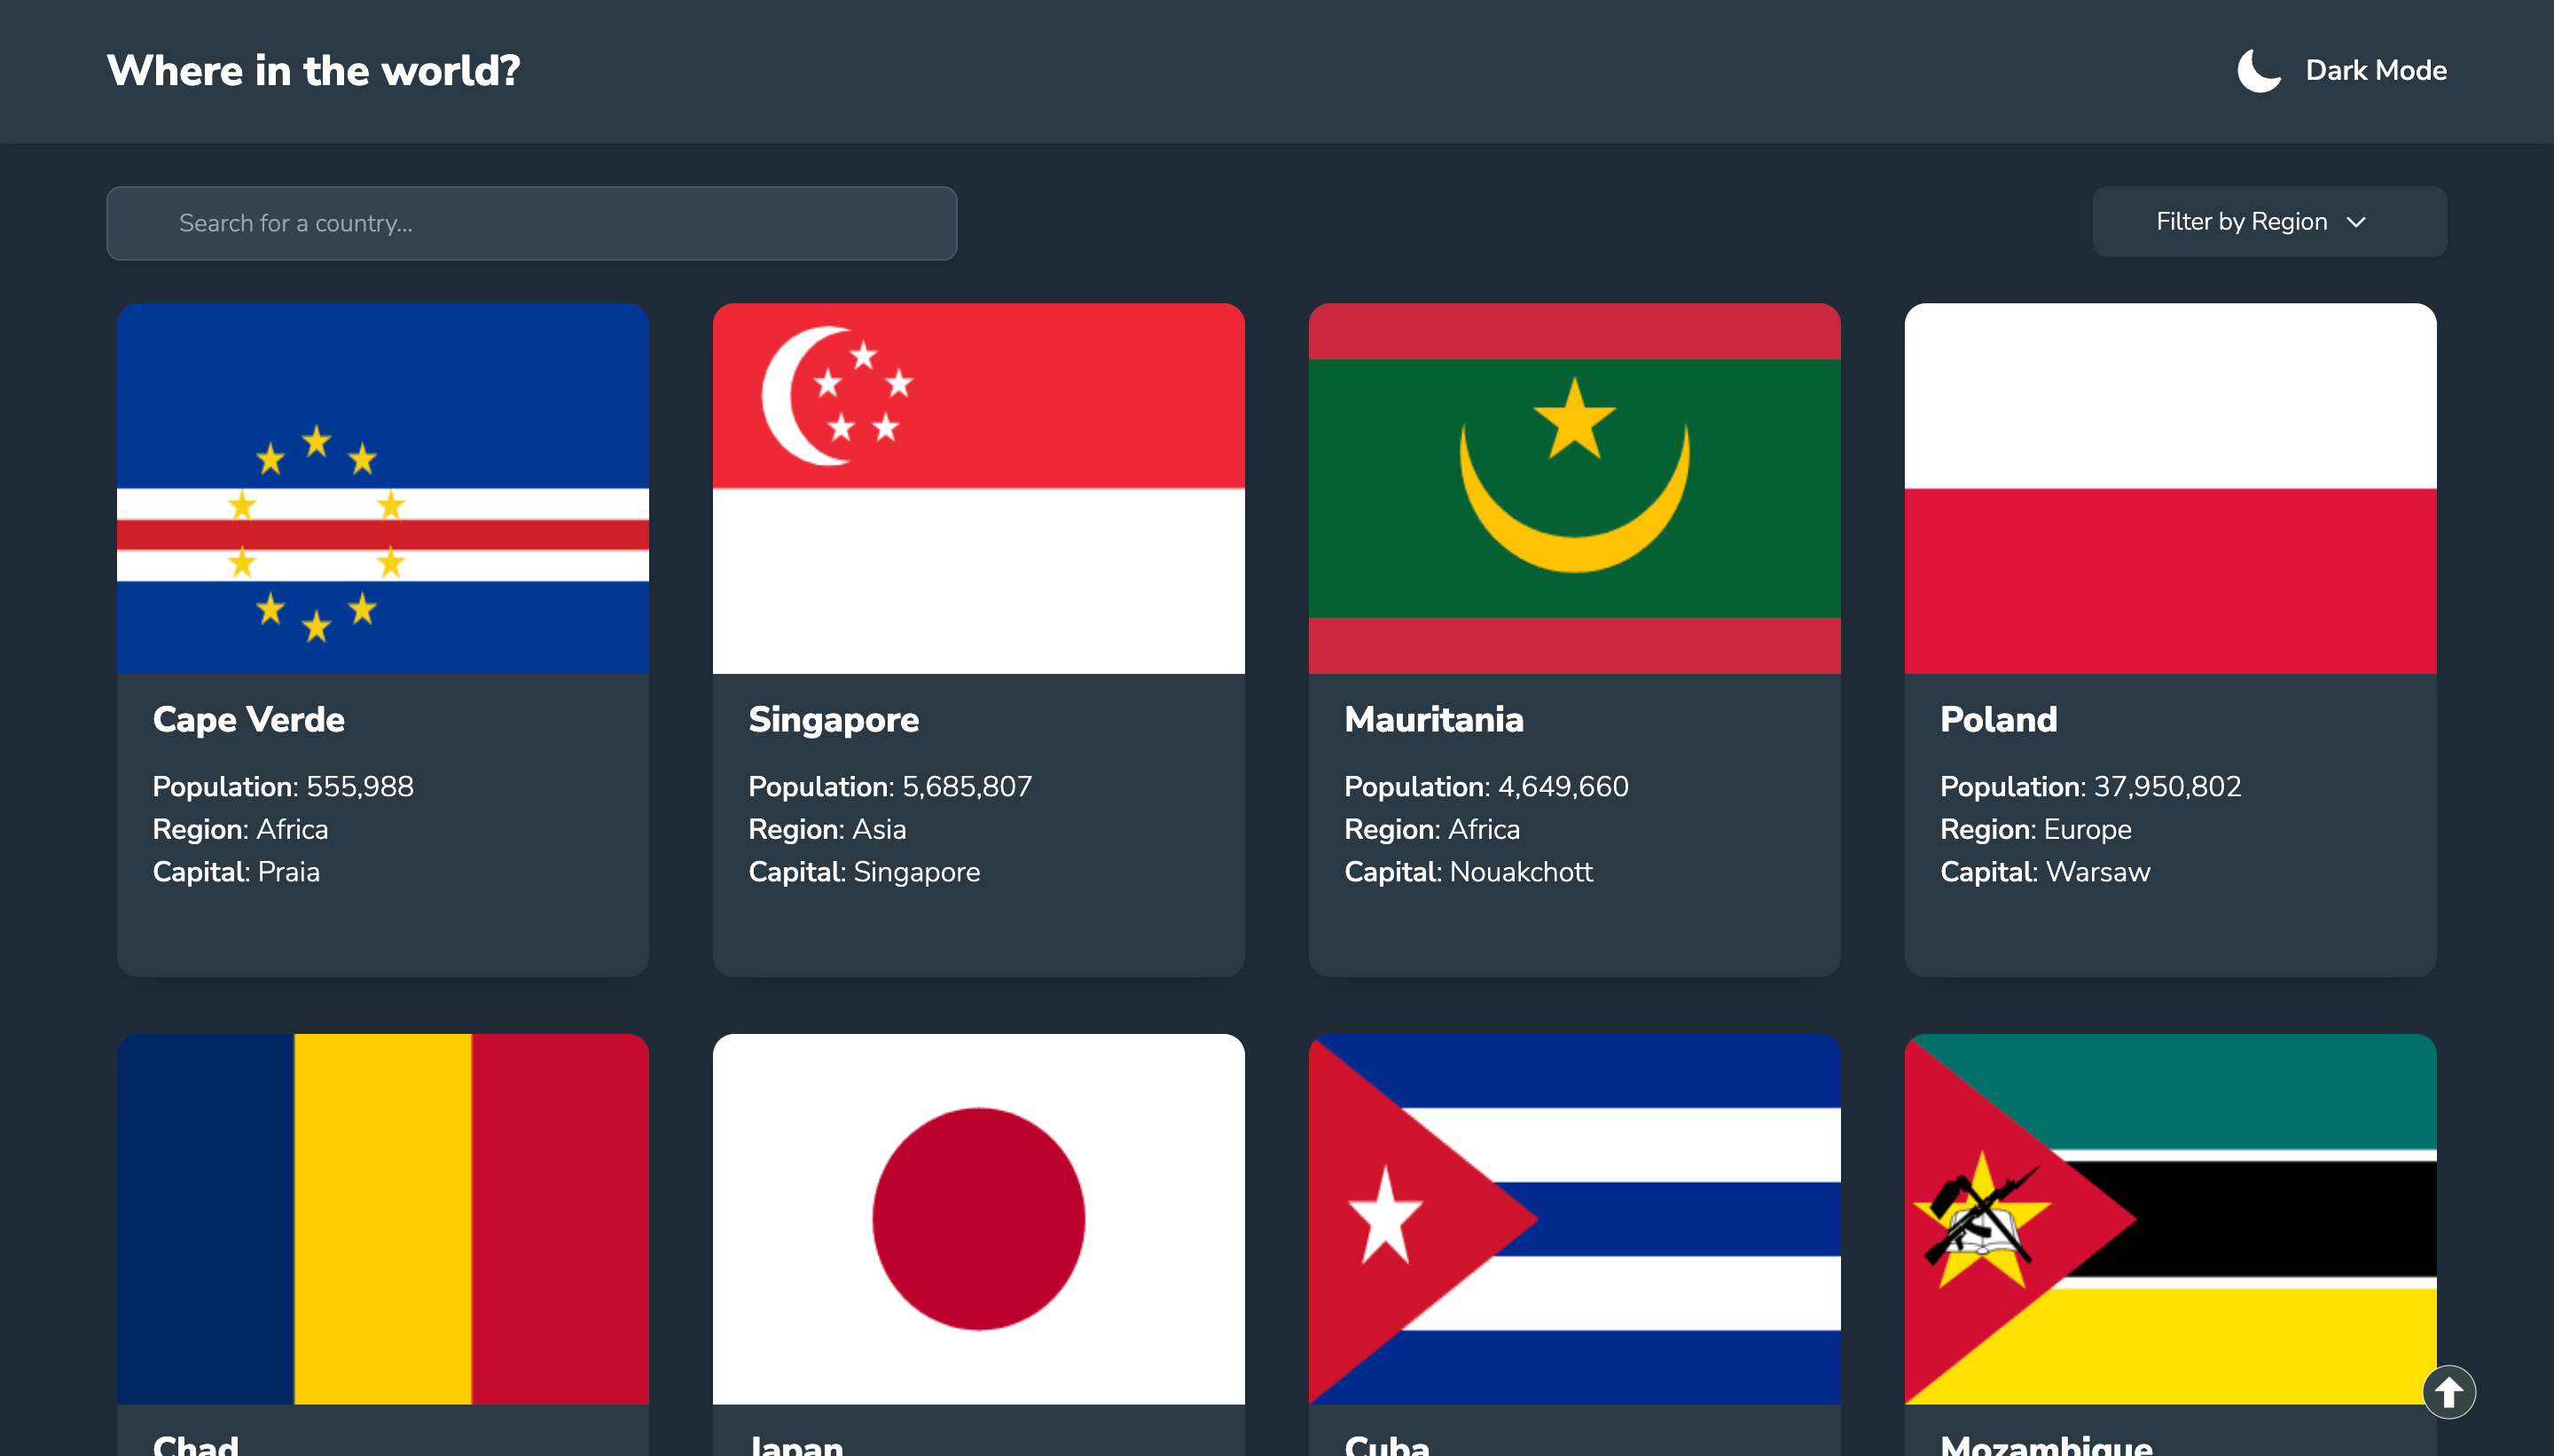 Where in the world?
Dark Mode
Search for a country...
Filter by Region
Cape Verde
Population: 555,988
Region: Africa
Capital: Praia
Singapore
Population: 5,685,807
Region: Asia
Capital: Singapore
Mauritania
Population: 4,649,660
Region: Africa
Capital: Nouakchott
Poland
Population: 37,950,802
Region: Europe
Capital: Warsaw
Chad
Japan
Cuba
Mozambique